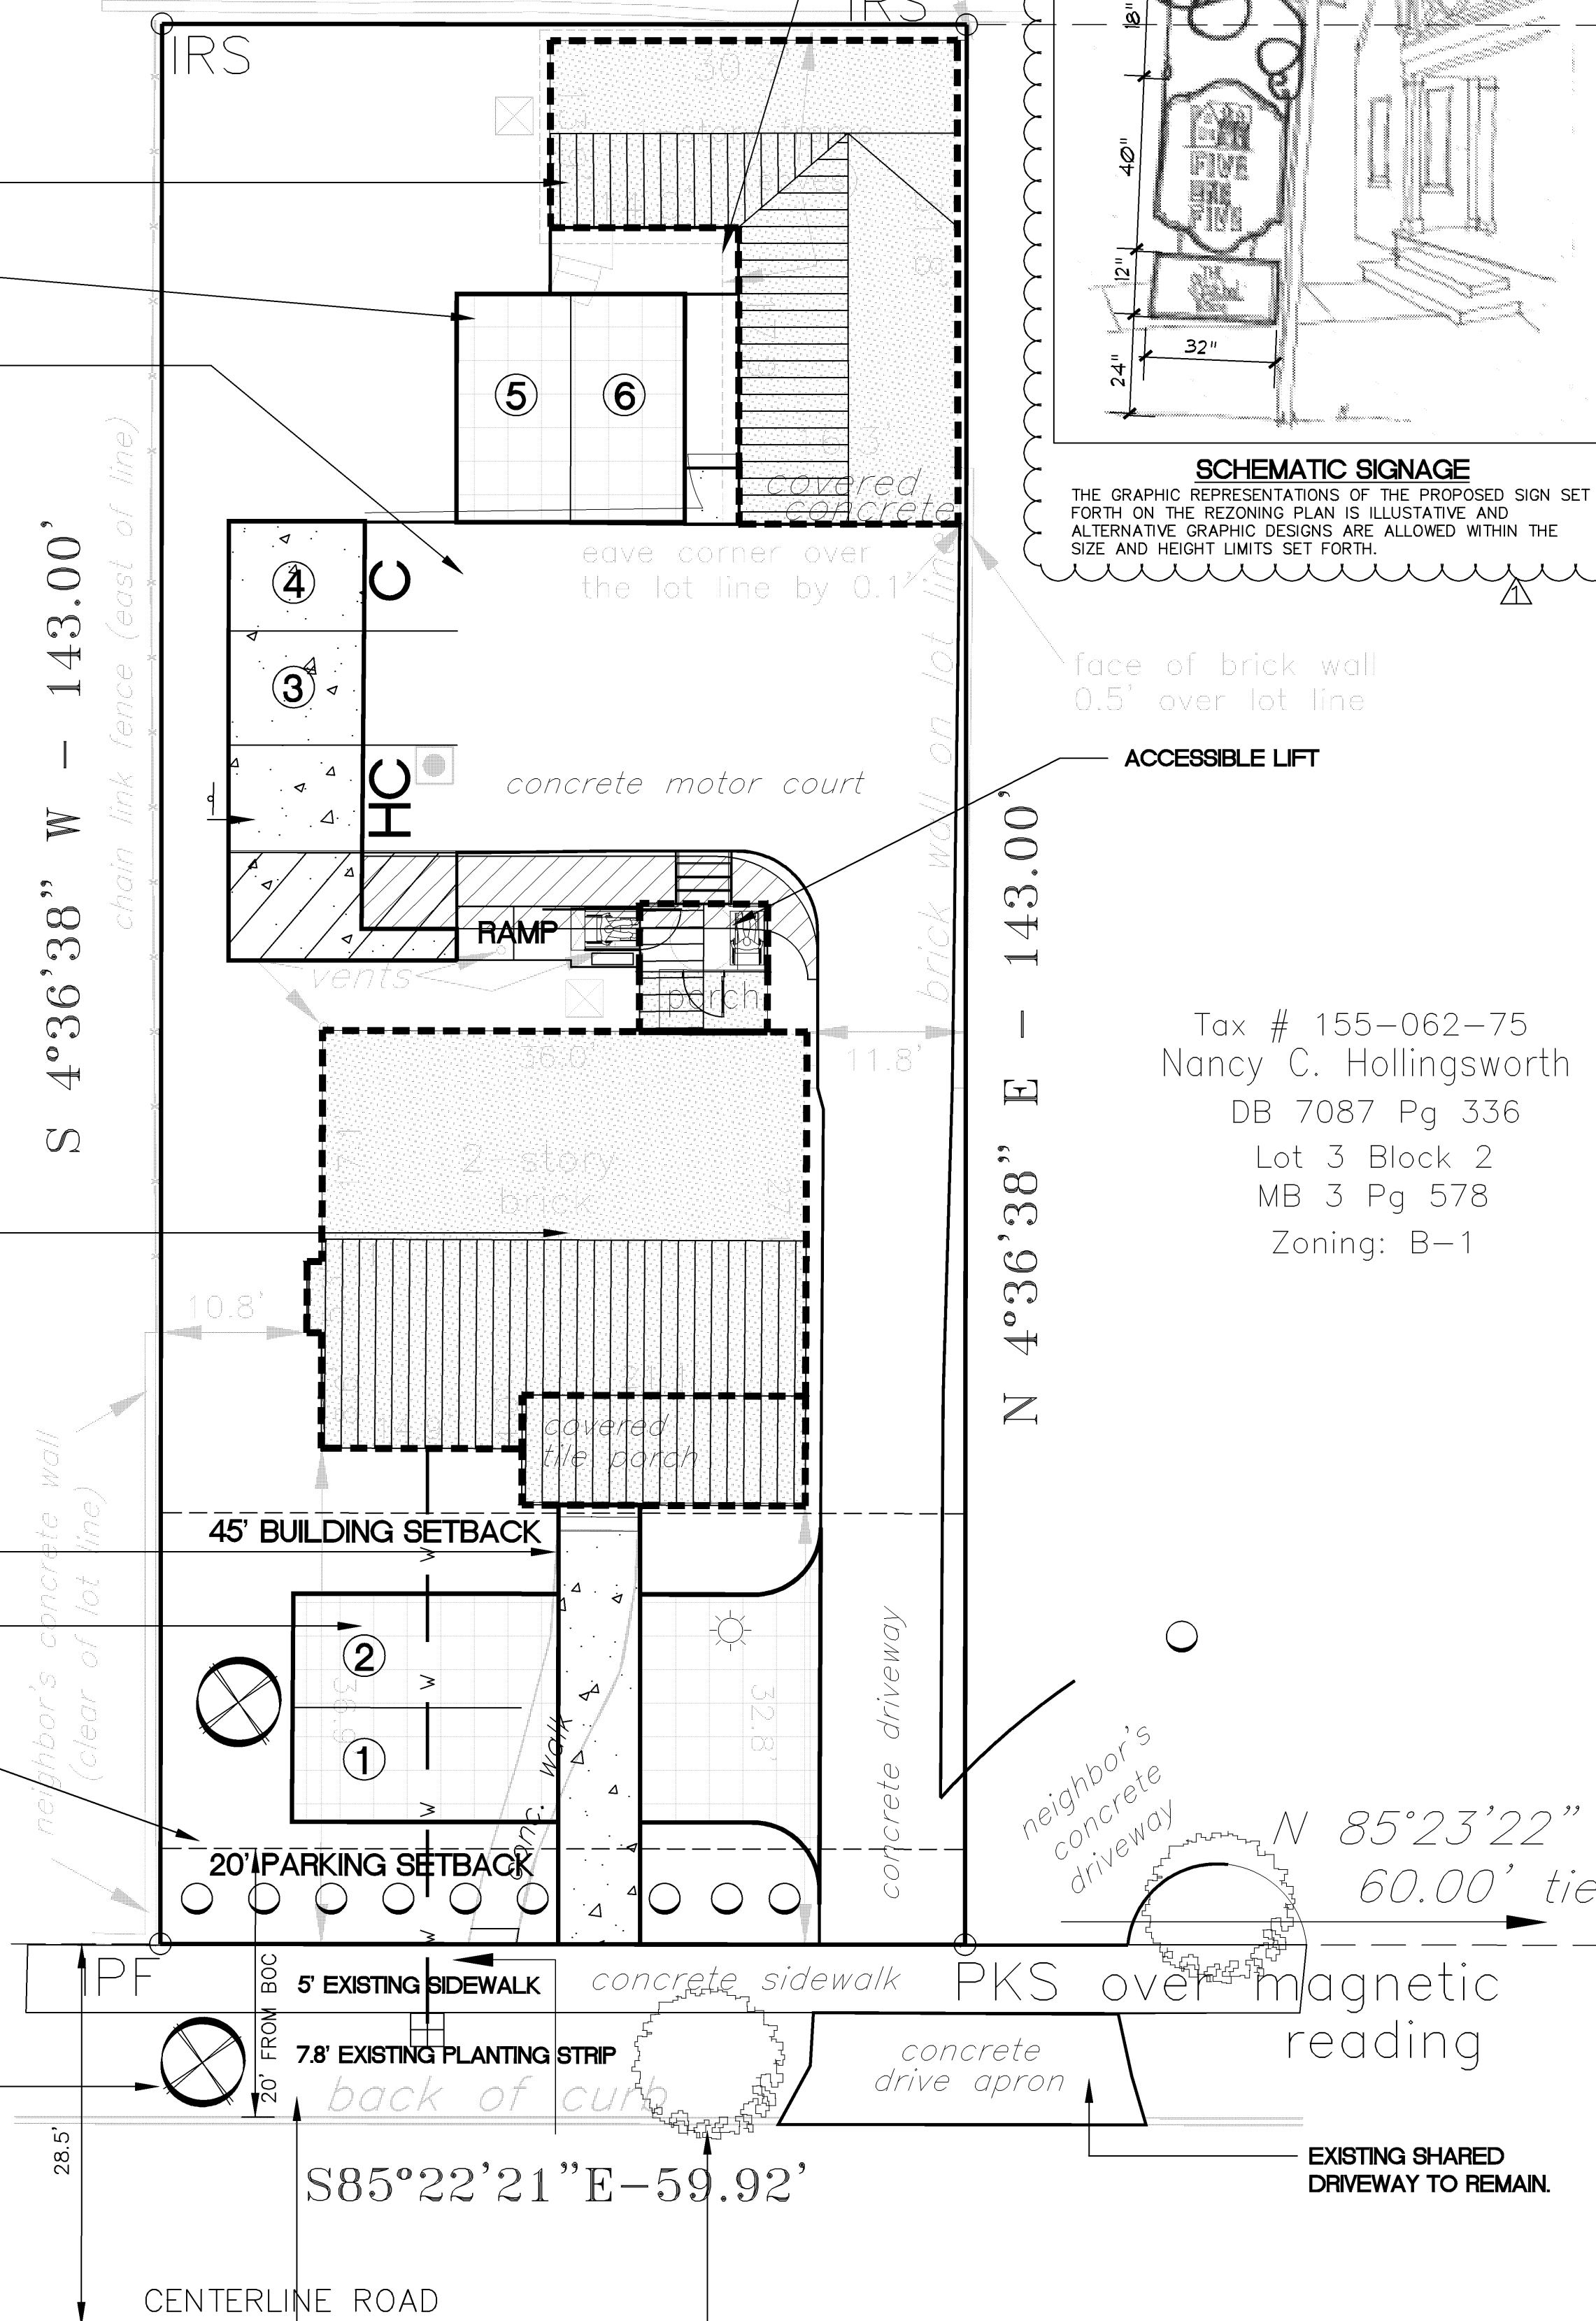 IRS
IRS
18"
40"
12"
24"
32"
SCHEMATIC SIGNAGE
THE GRAPHIC REPRESENTATIONS OF THE PROPOSED SIGN SET
FORTH ON THE REZONING PLAN IS ILLUSTATIVE AND
ALTERNATIVE GRAPHIC DESIGNS ARE ALLOWED WITHIN THE
SIZE AND HEIGHT LIMITS SET FORTH.
1
5
6
covered
concrete
eave corner over
the lot line by 0.1'
4
C
3
HC
face of brick wall
0.5' over lot line
ACCESSIBLE LIFT
concrete motor court
brick wall on lot line
chain link fence (east of line)
S 4°36'38" W - 143.00'
N 4°36'38" E - 143.00'
RAMP
vents
porch
36.0'
11.8'
Tax # 155-062-75
Nancy C. Hollingsworth
DB 7087 Pg 336
Lot 3 Block 2
MB 3 Pg 578
Zoning: B-1
2 story
brick
10.8'
covered
tile porch
45' BUILDING SETBACK
neighbor's concrete wall
(clear of lot line)
W
2
W
38.9'
1
W
conc. walk
32.8'
concrete driveway
neighbor's
concrete
driveway
N 85°23'22"
60.00' tie
20' PARKING SETBACK
W
IPF
20' FROM BOC
5' EXISTING SIDEWALK
concrete sidewalk
PKS over magnetic
reading
7.8' EXISTING PLANTING STRIP
back of curb
concrete
drive apron
28.5'
EXISTING SHARED
DRIVEWAY TO REMAIN.
S85°22'21"E-59.92'
CENTERLINE ROAD